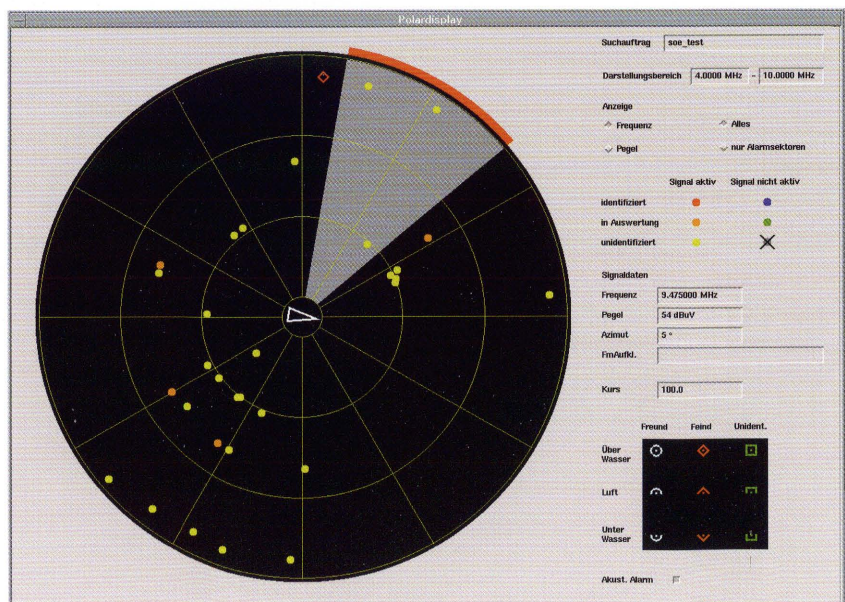 Polardisplay
Suchauftrag soe_test
Darstellungsbereich 4.0000 MHz - 10.0000 MHz
Anzeige
Frequenz Alles
Pegel nur Alarmsektoren
Signal aktiv Signal nicht aktiv
identifiziert
in Auswertung
unidentifiziert
Signaldaten
Frequenz 9.475000 MHz
Pegel 54 dBuV
Azimut 5 °
FmAufkl.
Kurs 100.0
Freund Feind Unident.
Über
Wasser
Luft
Unter
Wasser
Akust. Alarm